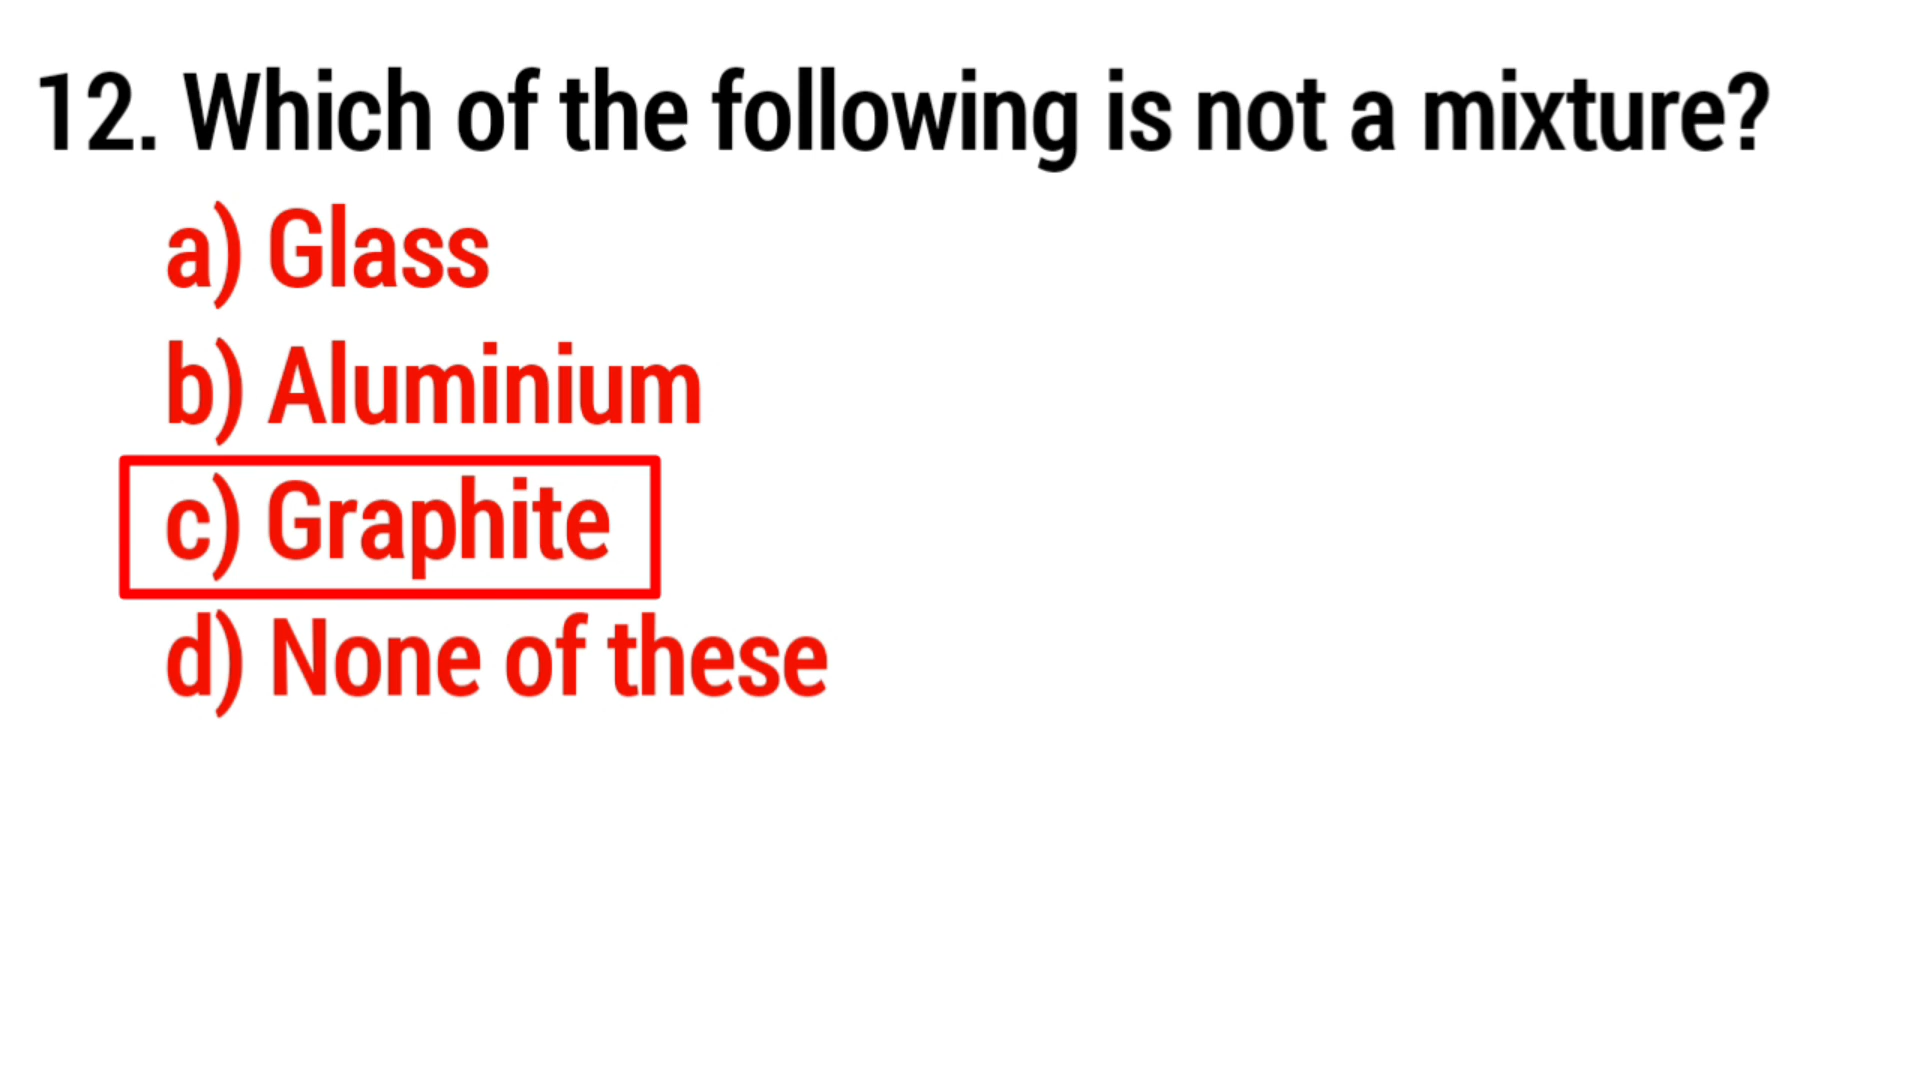 12. Which of the following is not a mixture?
a) Glass
b) Aluminium
c) Graphite
d) None of these